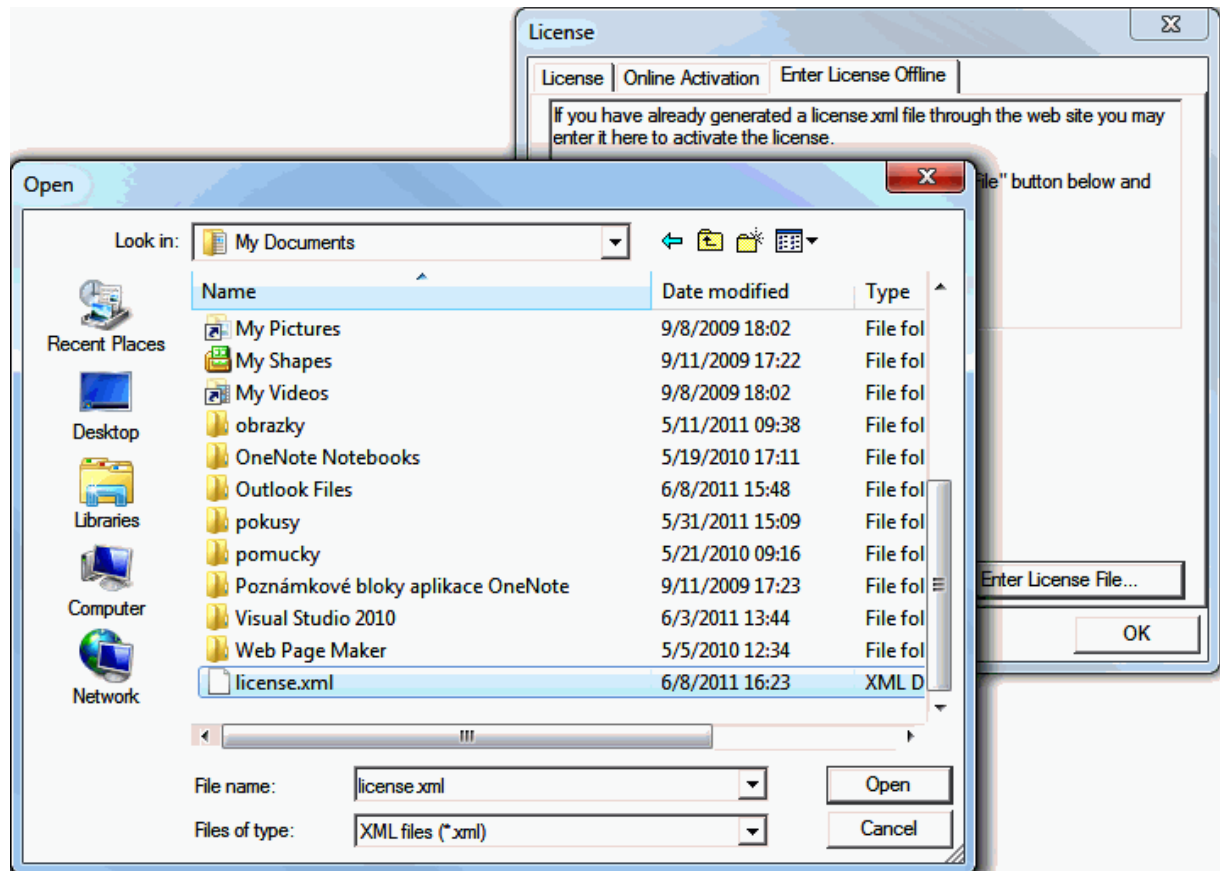 License
License Online Activation Enter License Offline
If you have already generated a license.xml file through the web site you may
enter it here to activate the license.
File" button below and
Enter License File...
OK
Open
Look in: My Documents
Recent Places
Desktop
Libraries
Computer
Network
Name Date modified Type
My Pictures 9/8/2009 18:02 File fol
My Shapes 9/11/2009 17:22 File fol
My Videos 9/8/2009 18:02 File fol
obrazky 5/11/2011 09:38 File fol
OneNote Notebooks 5/19/2010 17:11 File fol
Outlook Files 6/8/2011 15:48 File fol
pokusy 5/31/2011 15:09 File fol
pomucky 5/21/2010 09:16 File fol
Poznámkové bloky aplikace OneNote 9/11/2009 17:23 File fol
Visual Studio 2010 6/3/2011 13:44 File fol
Web Page Maker 5/5/2010 12:34 File fol
license.xml 6/8/2011 16:23 XML D
File name: license.xml Open
Files of type: XML files (*.xml) Cancel